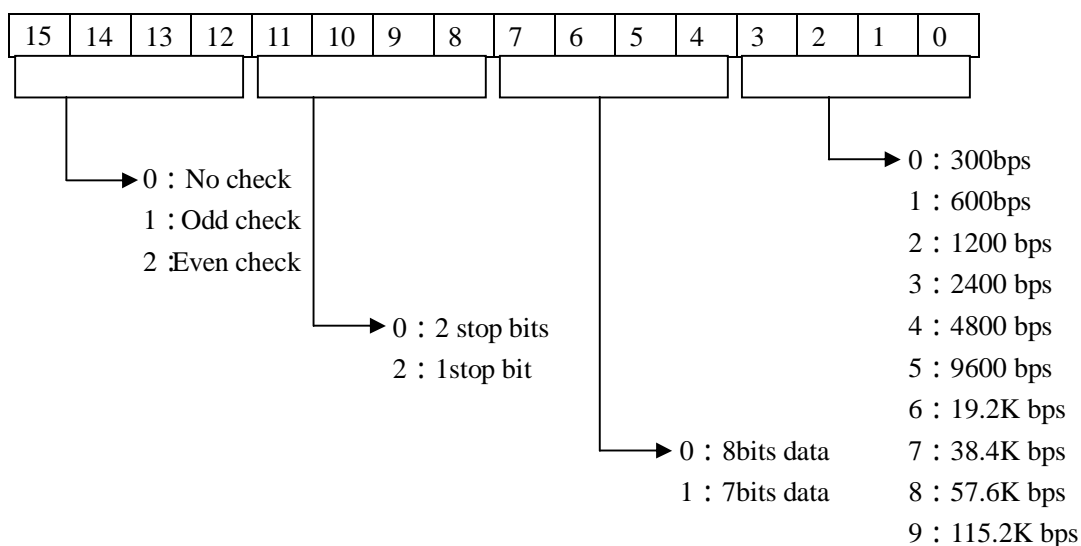 15 14 13 12 11 10 9 8 7 6 5 4 3 2 1 0
0：No check
1：Odd check
2：Even check
0：2 stop bits
2：1stop bit
0：8bits data
1：7bits data
0：300bps
1：600bps
2：1200 bps
3：2400 bps
4：4800 bps
5：9600 bps
6：19.2K bps
7：38.4K bps
8：57.6K bps
9：115.2K bps